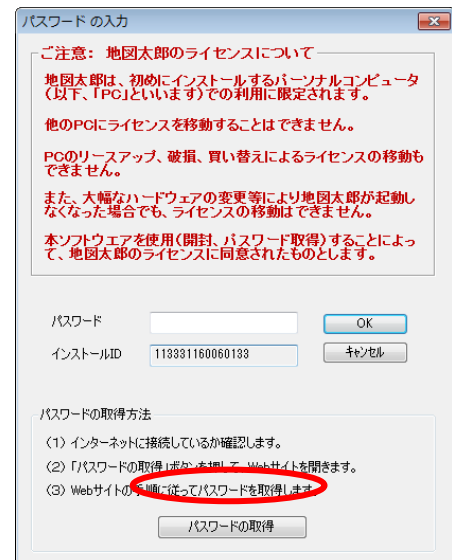 パスワード の入力
ご注意： 地図太郎のライセンスについて
地図太郎は、初めにインストールするパーソナルコンピュータ
（以下、「PC」といいます）での利用に限定されます。
他のPCにライセンスを移動することはできません。
PCのリースアップ、破損、買い替えによるライセンスの移動も
できません。
また、大幅なハードウェアの変更等により地図太郎が起動し
なくなった場合でも、ライセンスの移動はできません。
本ソフトウエアを使用（開封、パスワード取得）することによっ
て、地図太郎のライセンスに同意されたものとします。
パスワード
OK
インストールID
113331160060133
キャンセル
パスワードの取得方法
(1) インターネットに接続しているか確認します。
(2) 「パスワードの取得」ボタンを押して、Webサイトを開きます。
(3) Webサイトの手順に従ってパスワードを取得します。
パスワードの取得